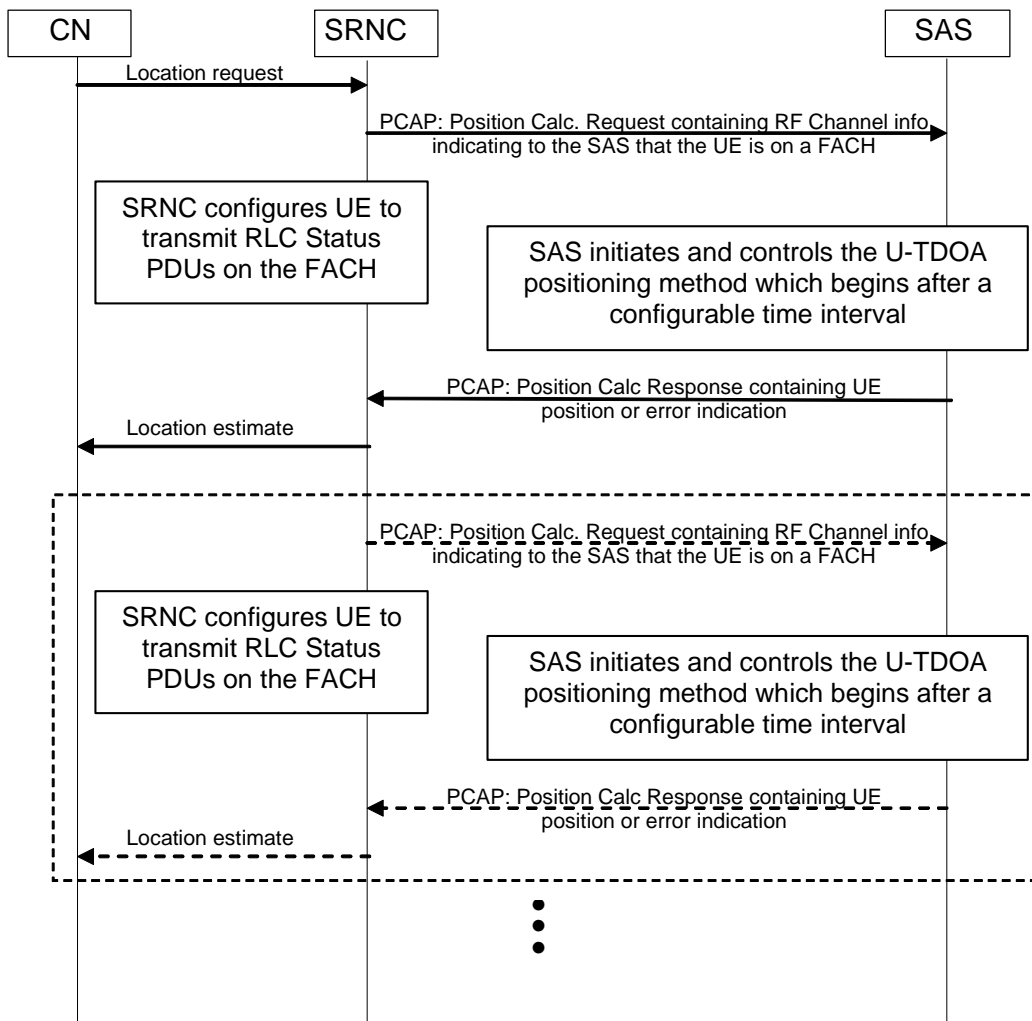 CN
SRNC
SAS
Location request
PCAP: Position Calc. Request containing RF Channel info
indicating to the SAS that the UE is on a FACH
SRNC configures UE to
transmit RLC Status
PDUs on the FACH
SAS initiates and controls the U-TDOA
positioning method which begins after a
configurable time interval
PCAP: Position Calc Response containing UE
position or error indication
Location estimate
PCAP: Position Calc. Request containing RF Channel info
indicating to the SAS that the UE is on a FACH
SRNC configures UE to
transmit RLC Status
PDUs on the FACH
SAS initiates and controls the U-TDOA
positioning method which begins after a
configurable time interval
PCAP: Position Calc Response containing UE
position or error indication
Location estimate